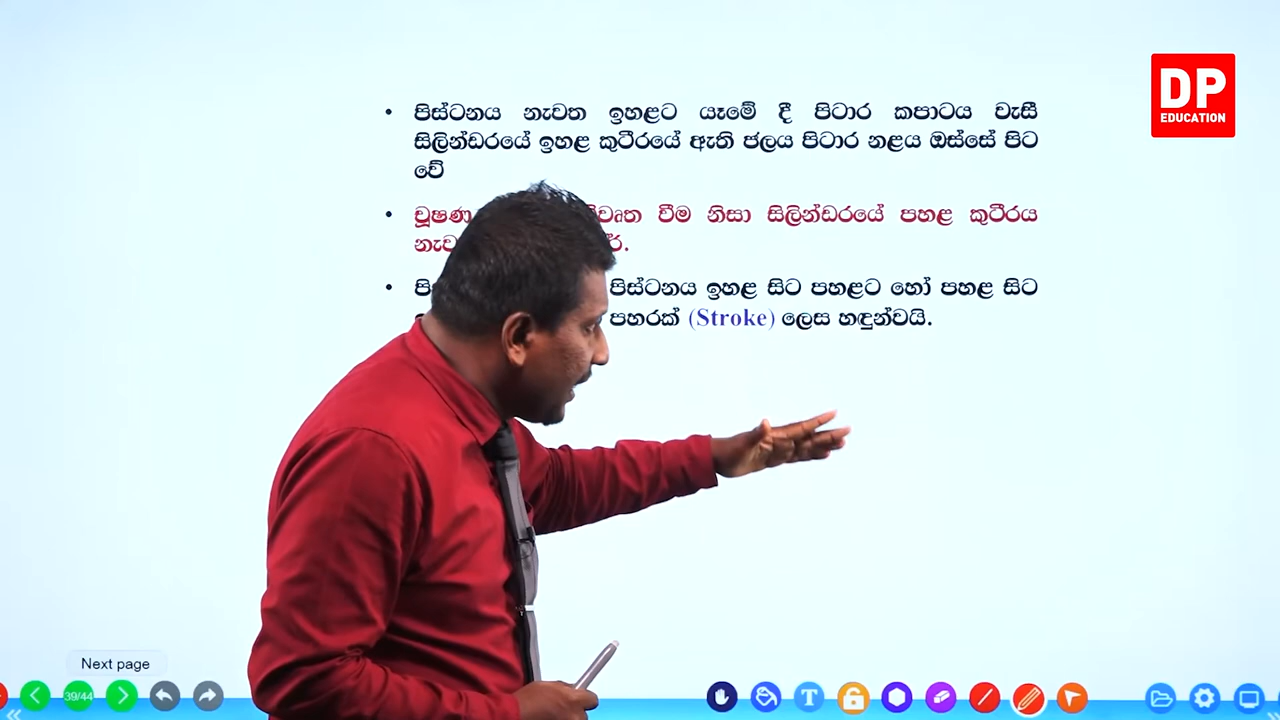 DP
EDUCATION
• පිස්ටනය නැවත ඉහළට යෑමේ දී පිටාර කපාටය වැසී
සිලින්ඩරයේ ඉහළ කුටීරයේ ඇති ජලය පිටාර නළය ඔස්සේ පිට
වේ
• චූෂණ වීම නිසා සිලින්ඩරයේ පහළ කුටීරය
• පිස්ටනය ඉහළ සිට පහළට හෝ පහළ සිට
පහරක් (Stroke) ලෙස හඳුන්වයි.
Next page
39/44
T